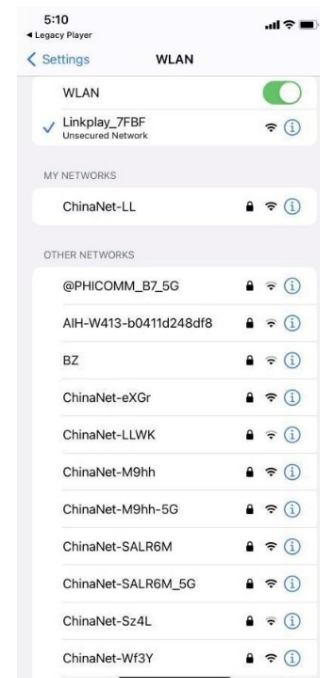 5:10
Legacy Player
Settings WLAN
WLAN
Linkplay_7FBF
Unsecured Network
MY NETWORKS
ChinaNet-LL
OTHER NETWORKS
@PHICOMM_B7_5G
AIH-W413-b0411d248df8
BZ
ChinaNet-eXGr
ChinaNet-LLWK
ChinaNet-M9hh
ChinaNet-M9hh-5G
ChinaNet-SALR6M
ChinaNet-SALR6M_5G
ChinaNet-Sz4L
ChinaNet-Wf3Y